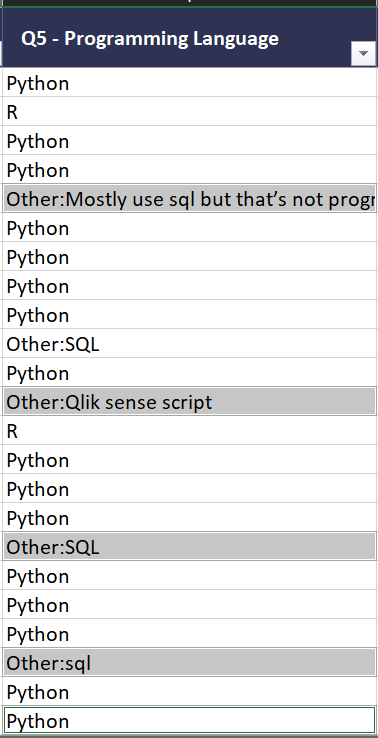 Q5 - Programming Language
Python
R
Python
Python
Other:Mostly use sql but that’s not progr
Python
Python
Python
Python
Other:SQL
Python
Other:Qlik sense script
R
Python
Python
Python
Other:SQL
Python
Python
Python
Other:sql
Python
Python